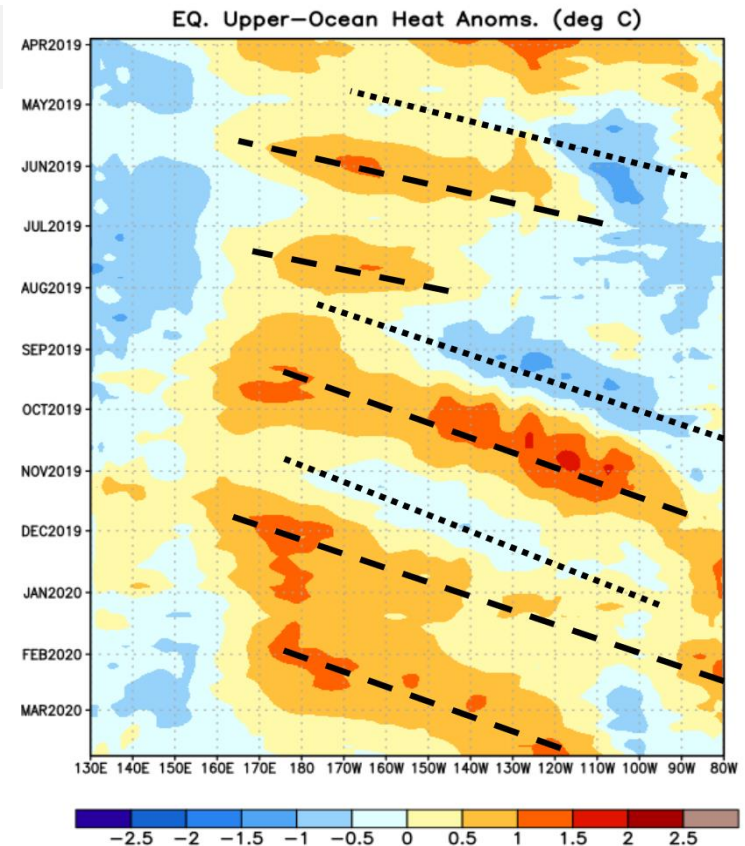 EQ. Upper-Ocean Heat Anoms. (deg C)
APR2019
MAY2019
JUN2019
JUL2019
AUG2019
SEP2019
OCT2019
NOV2019
DEC2019
JAN2020
FEB2020
MAR2020
130E 140E 150E 160E 170E 180 170W 160W 150W 140W 130W 120W 110W 100W 90W 80W
-2.5 -2 -1.5 -1 -0.5 0 0.5 1 1.5 2 2.5